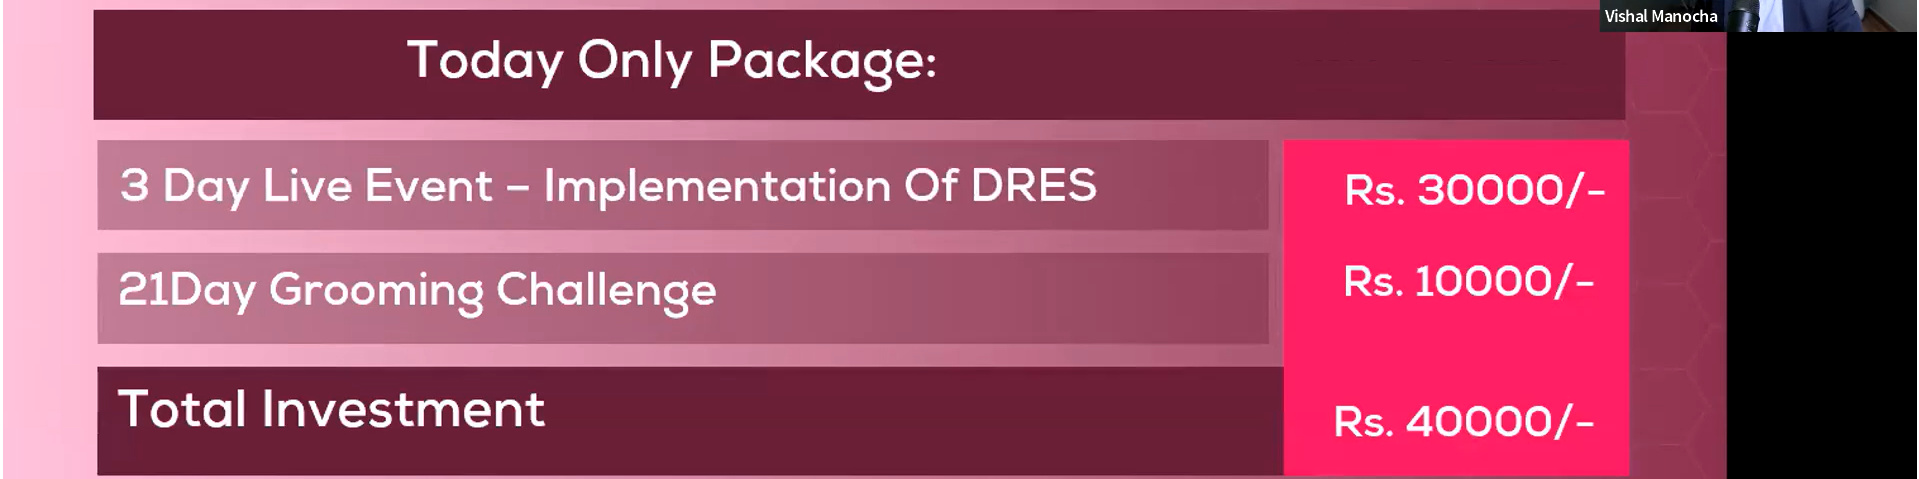 Vishal Manocha
Today Only Package:
3 Day Live Event – Implementation Of DRES
Rs. 30000/-
21Day Grooming Challenge
Rs. 10000/-
Total Investment
Rs. 40000/-